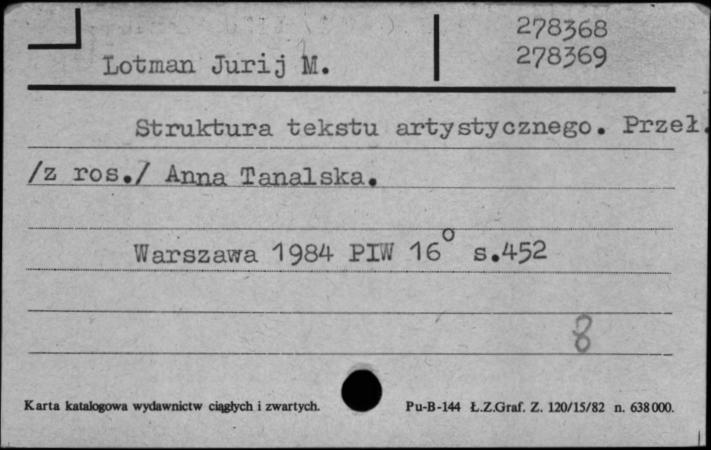 278368
Lotman Jurij M. 278369
Struktura tekstu artystycznego. Przeł.
/z ros./ Anna Tanalska.
Warszawa 1984 PIW 16° s.452
8
Karta katalogowa wydawnictw ciągłych i zwartych. Pu-B-144 Ł.Z.Graf. Z. 120/15/82 n. 638000.